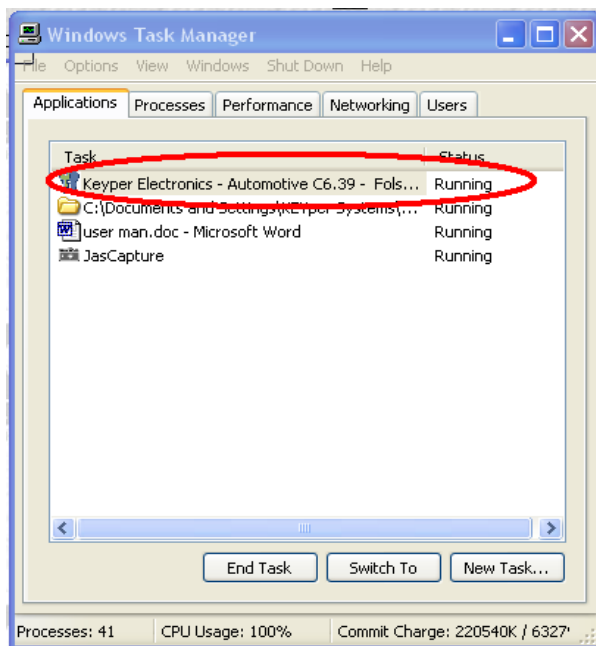 Windows Task Manager
File Options View Windows Shut Down Help
Applications Processes Performance Networking Users
Task Status
Keyper Electronics - Automotive C6.39 - Fols... Running
C:\Documents and Settings\KEYper Systems\... Running
user man.doc - Microsoft Word Running
JasCapture Running
End Task Switch To New Task...
Processes: 41 CPU Usage: 100% Commit Charge: 220540K / 6327